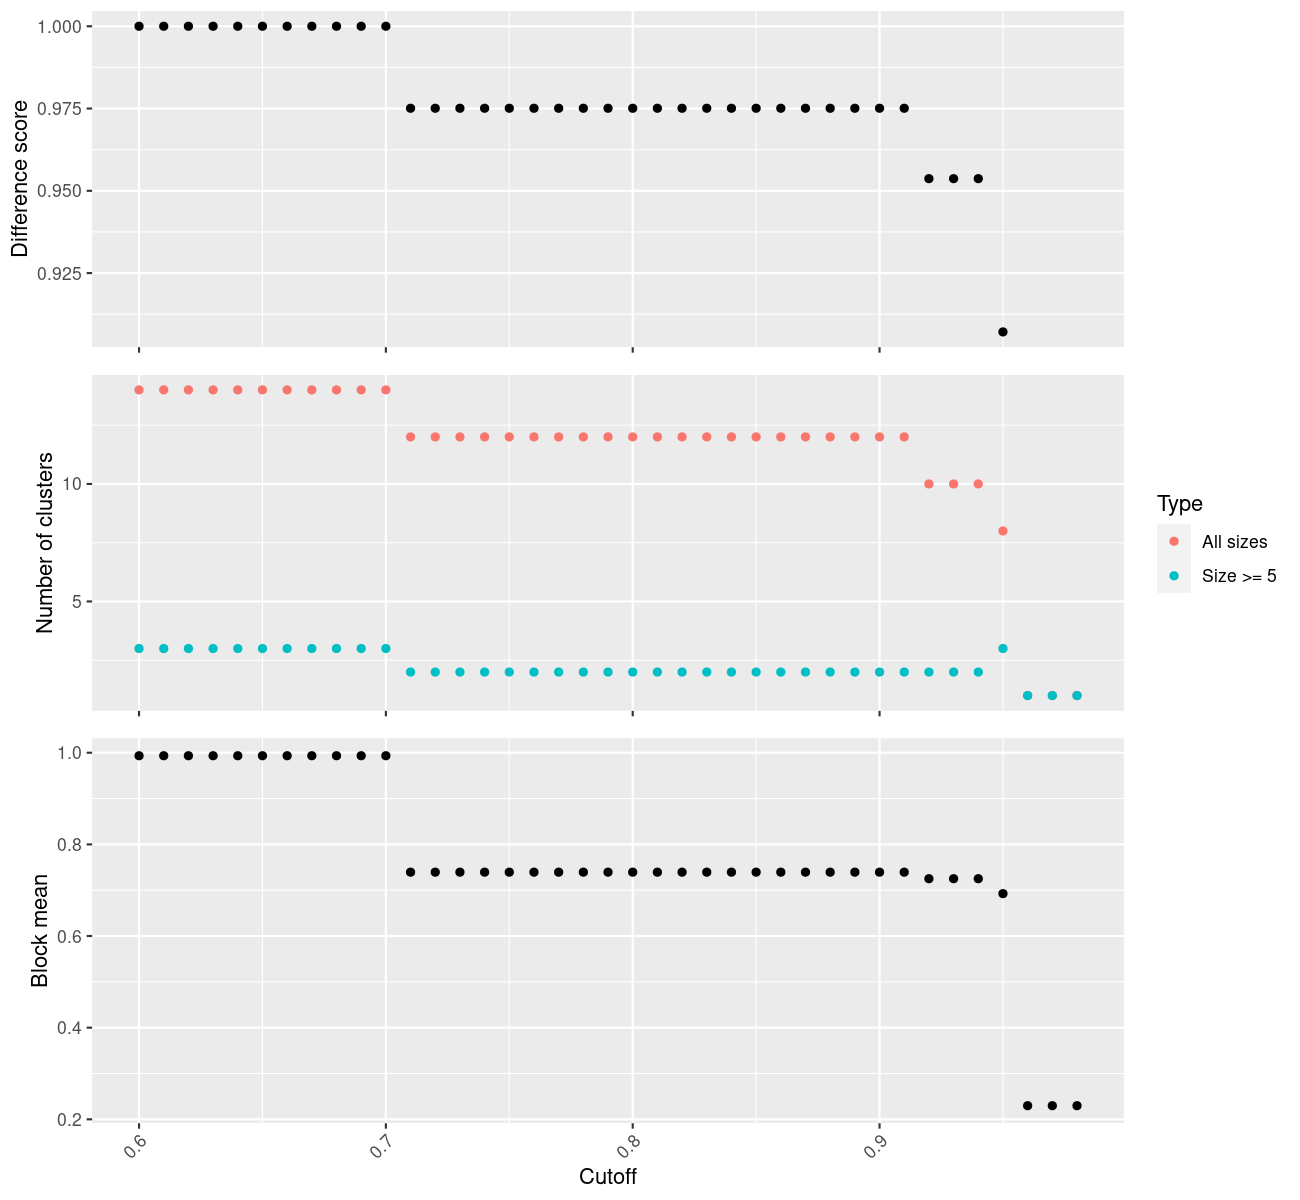 Difference score
1.000
0.975
0.950
0.925
Number of clusters
10
5
Type
All sizes
Size >= 5
Block mean
1.0
0.8
0.6
0.4
0.2
0.6
0.7
0.8
0.9
Cutoff